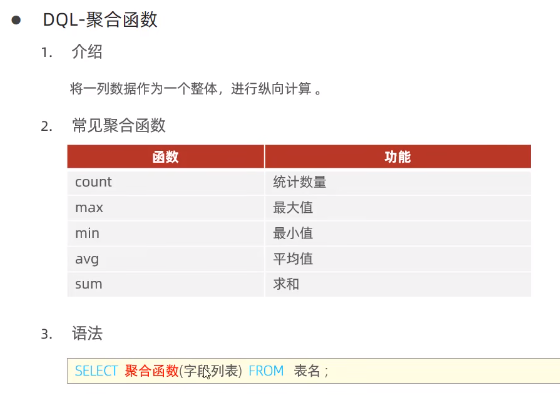 ● DQL-聚合函数
1. 介绍
将一列数据作为一个整体，进行纵向计算 。
2. 常见聚合函数
函数 功能
count 统计数量
max 最大值
min 最小值
avg 平均值
sum 求和
3. 语法
SELECT 聚合函数(字段列表) FROM 表名 ;